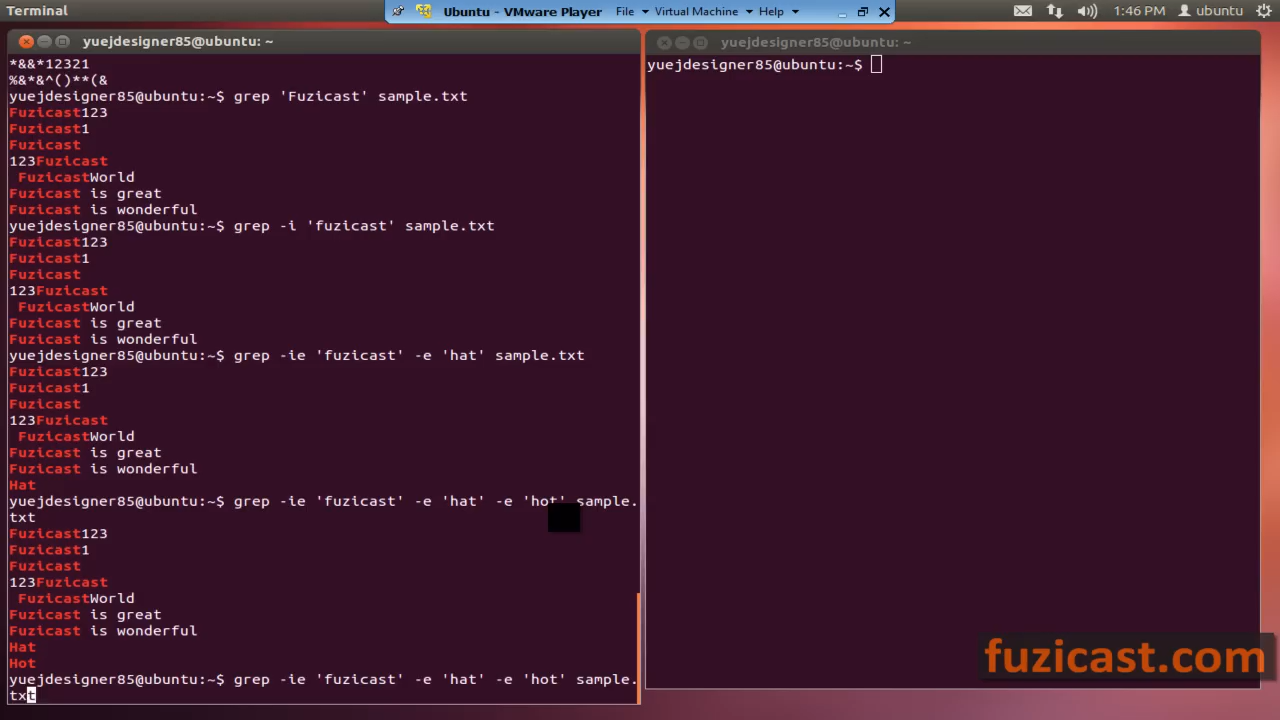 Terminal
Ubuntu - VMware Player File Virtual Machine Help
1:46 PM ubuntu
yuejdesigner85@ubuntu: ~
*&&*12321
%&*&^()**(&
yuejdesigner85@ubuntu:~$ grep 'Fuzicast' sample.txt
Fuzicast123
Fuzicast1
Fuzicast
123Fuzicast
FuzicastWorld
Fuzicast is great
Fuzicast is wonderful
yuejdesigner85@ubuntu:~$ grep -i 'fuzicast' sample.txt
Fuzicast123
Fuzicast1
Fuzicast
123Fuzicast
FuzicastWorld
Fuzicast is great
Fuzicast is wonderful
yuejdesigner85@ubuntu:~$ grep -ie 'fuzicast' -e 'hat' sample.txt
Fuzicast123
Fuzicast1
Fuzicast
123Fuzicast
FuzicastWorld
Fuzicast is great
Fuzicast is wonderful
Hat
yuejdesigner85@ubuntu:~$ grep -ie 'fuzicast' -e 'hat' -e 'hot' sample.
txt
Fuzicast123
Fuzicast1
Fuzicast
123Fuzicast
FuzicastWorld
Fuzicast is great
Fuzicast is wonderful
Hat
Hot
yuejdesigner85@ubuntu:~$ grep -ie 'fuzicast' -e 'hat' -e 'hot' sample.
txt
yuejdesigner85@ubuntu: ~
yuejdesigner85@ubuntu:~$
fuzicast.com